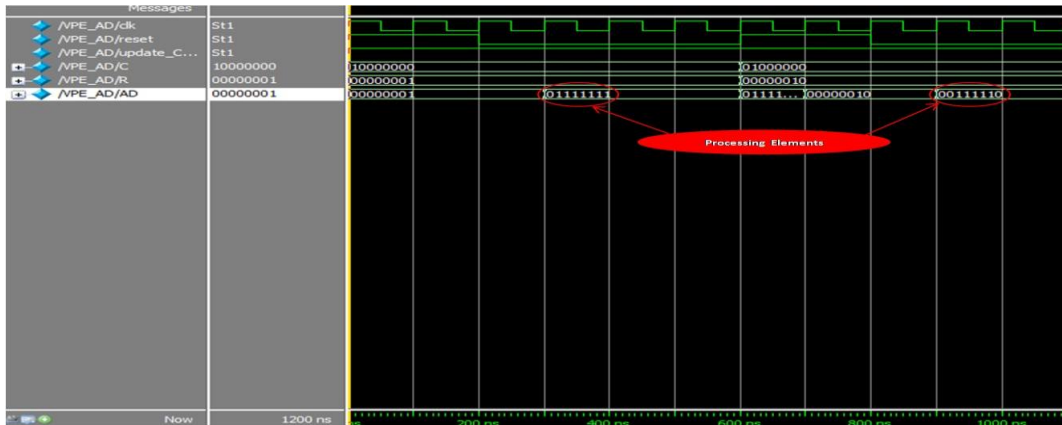 Messages
/VPE_AD/clk St1
/VPE_AD/reset St1
/VPE_AD/update_C... St1
/VPE_AD/C 10000000 10000000 01000000
/VPE_AD/R 00000001 00000001 00000010
/VPE_AD/AD 00000001 00000001 01111111 01111... 00000010 00111110
Processing Elements
Now 1200 ns ns 200 ns 400 ns 600 ns 800 ns 1000 ns